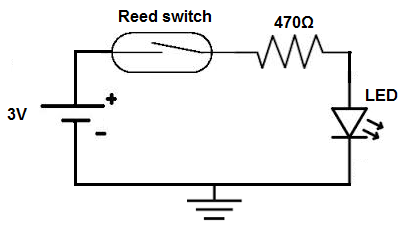 Reed switch
470Ω
3V
+
-
LED